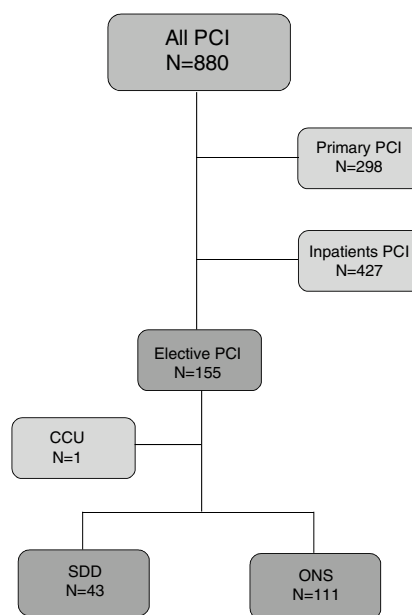 All PCI
N=880
Primary PCI
N=298
Inpatients PCI
N=427
Elective PCI
N=155
CCU
N=1
SDD
N=43
ONS
N=111